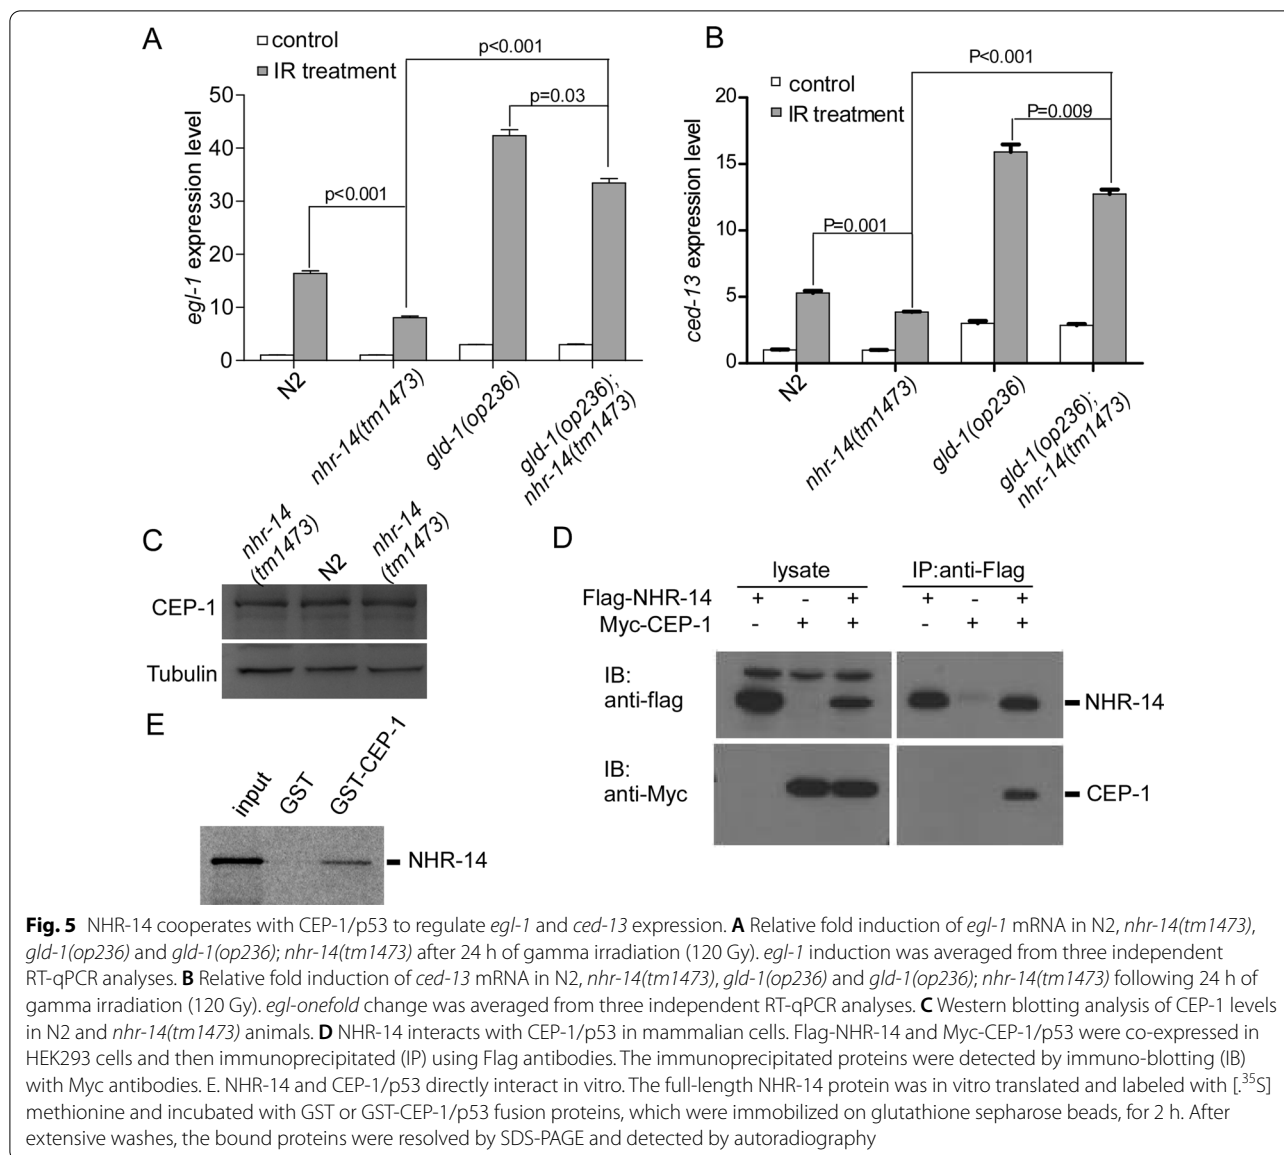 A
control
IR treatment
p<0.001
p=0.03
p<0.001
egl-1 expression level
50
40
30
20
10
0
N2
nhr-14(tm1473)
gld-1(op236)
gld-1(op236);
nhr-14(tm1473)
B
control
IR treatment
P<0.001
P=0.009
P=0.001
ced-13 expression level
20
15
10
5
0
N2
nhr-14(tm1473)
gld-1(op236)
gld-1(op236);
nhr-14(tm1473)
C
nhr-14
(tm1473)
N2
nhr-14
(tm1473)
CEP-1
Tubulin
D
lysate IP:anti-Flag
Flag-NHR-14 + - + + - +
Myc-CEP-1 - + + - + +
IB:
anti-flag
NHR-14
IB:
anti-Myc
CEP-1
E
input
GST
GST-CEP-1
NHR-14
Fig. 5 NHR-14 cooperates with CEP-1/p53 to regulate egl-1 and ced-13 expression. A Relative fold induction of egl-1 mRNA in N2, nhr-14(tm1473),
gld-1(op236) and gld-1(op236); nhr-14(tm1473) after 24 h of gamma irradiation (120 Gy). egl-1 induction was averaged from three independent
RT-qPCR analyses. B Relative fold induction of ced-13 mRNA in N2, nhr-14(tm1473), gld-1(op236) and gld-1(op236); nhr-14(tm1473) following 24 h of
gamma irradiation (120 Gy). egl-onefold change was averaged from three independent RT-qPCR analyses. C Western blotting analysis of CEP-1 levels
in N2 and nhr-14(tm1473) animals. D NHR-14 interacts with CEP-1/p53 in mammalian cells. Flag-NHR-14 and Myc-CEP-1/p53 were co-expressed in
HEK293 cells and then immunoprecipitated (IP) using Flag antibodies. The immunoprecipitated proteins were detected by immuno-blotting (IB)
with Myc antibodies. E. NHR-14 and CEP-1/p53 directly interact in vitro. The full-length NHR-14 protein was in vitro translated and labeled with [.³⁵S]
methionine and incubated with GST or GST-CEP-1/p53 fusion proteins, which were immobilized on glutathione sepharose beads, for 2 h. After
extensive washes, the bound proteins were resolved by SDS-PAGE and detected by autoradiography